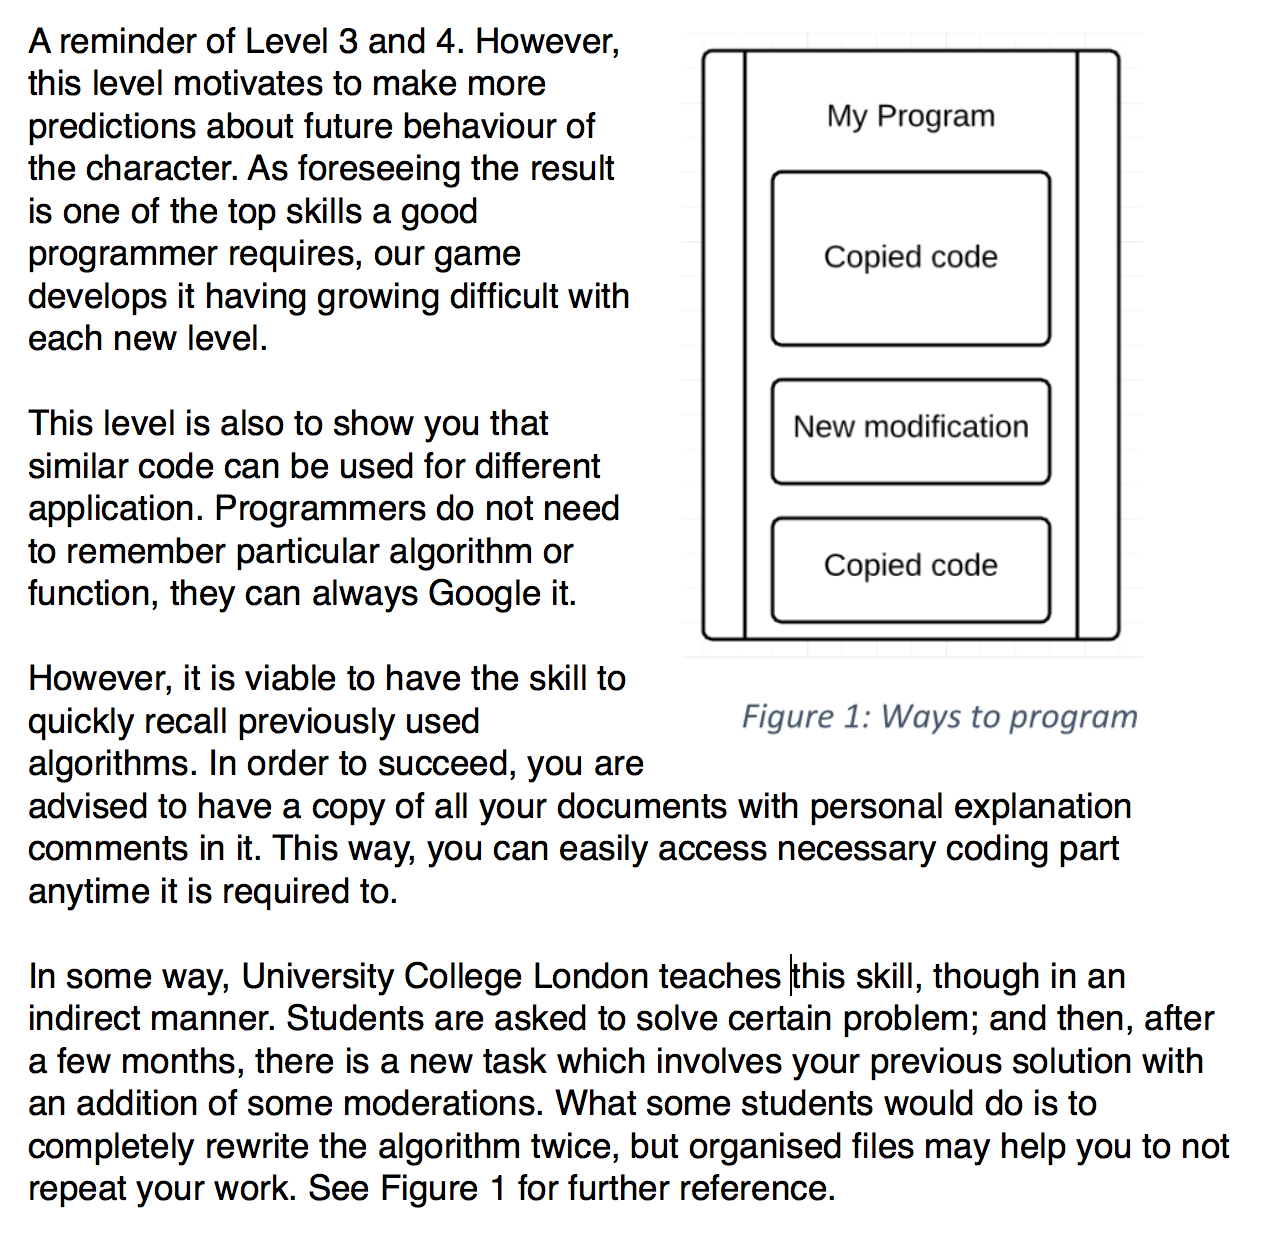 A reminder of Level 3 and 4. However,
this level motivates to make more
predictions about future behaviour of
the character. As foreseeing the result
is one of the top skills a good
programmer requires, our game
develops it having growing difficult with
each new level.
This level is also to show you that
similar code can be used for different
application. Programmers do not need
to remember particular algorithm or
function, they can always Google it.
However, it is viable to have the skill to
quickly recall previously used
algorithms. In order to succeed, you are
advised to have a copy of all your documents with personal explanation
comments in it. This way, you can easily access necessary coding part
anytime it is required to.
In some way, University College London teaches this skill, though in an
indirect manner. Students are asked to solve certain problem; and then, after
a few months, there is a new task which involves your previous solution with
an addition of some moderations. What some students would do is to
completely rewrite the algorithm twice, but organised files may help you to not
repeat your work. See Figure 1 for further reference.
My Program
Copied code
New modification
Copied code
Figure 1: Ways to program